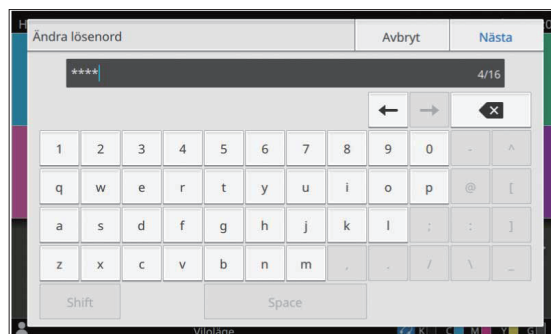 Ändra lösenord Avbryt Nästa
**** 4/16
← →
1 2 3 4 5 6 7 8 9 0 - ^
q w e r t y u i o p @ [
a s d f g h j k l ; : ]
z x c v b n m , . / \ _
Shift Space
Viloläge K C M Y